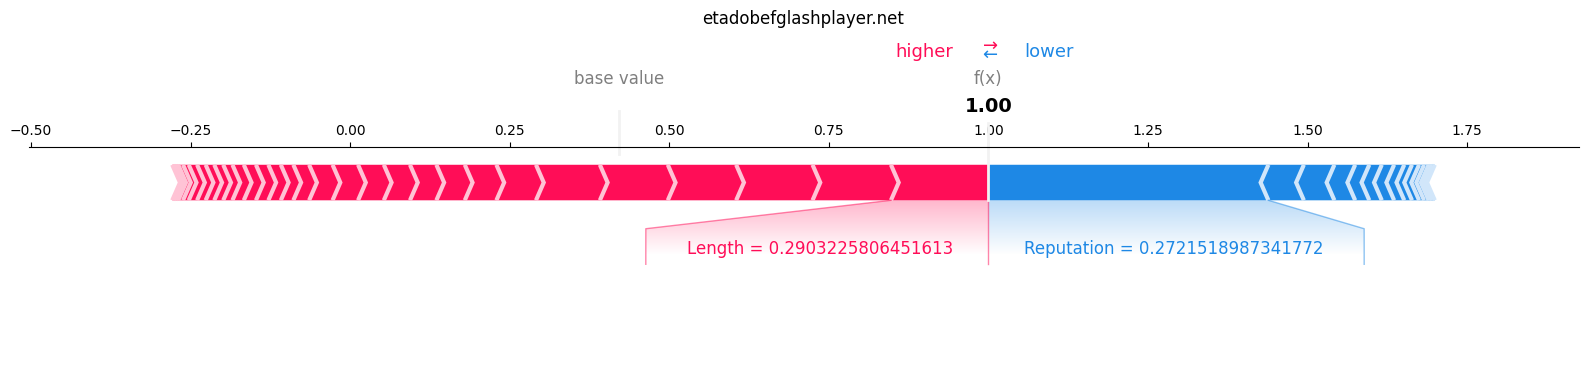 etadobefglashplayer.net
higher ⇄ lower
base value f(x)
1.00
−0.50 −0.25 0.00 0.25 0.50 0.75 1.00 1.25 1.50 1.75
Length = 0.2903225806451613 Reputation = 0.2721518987341772